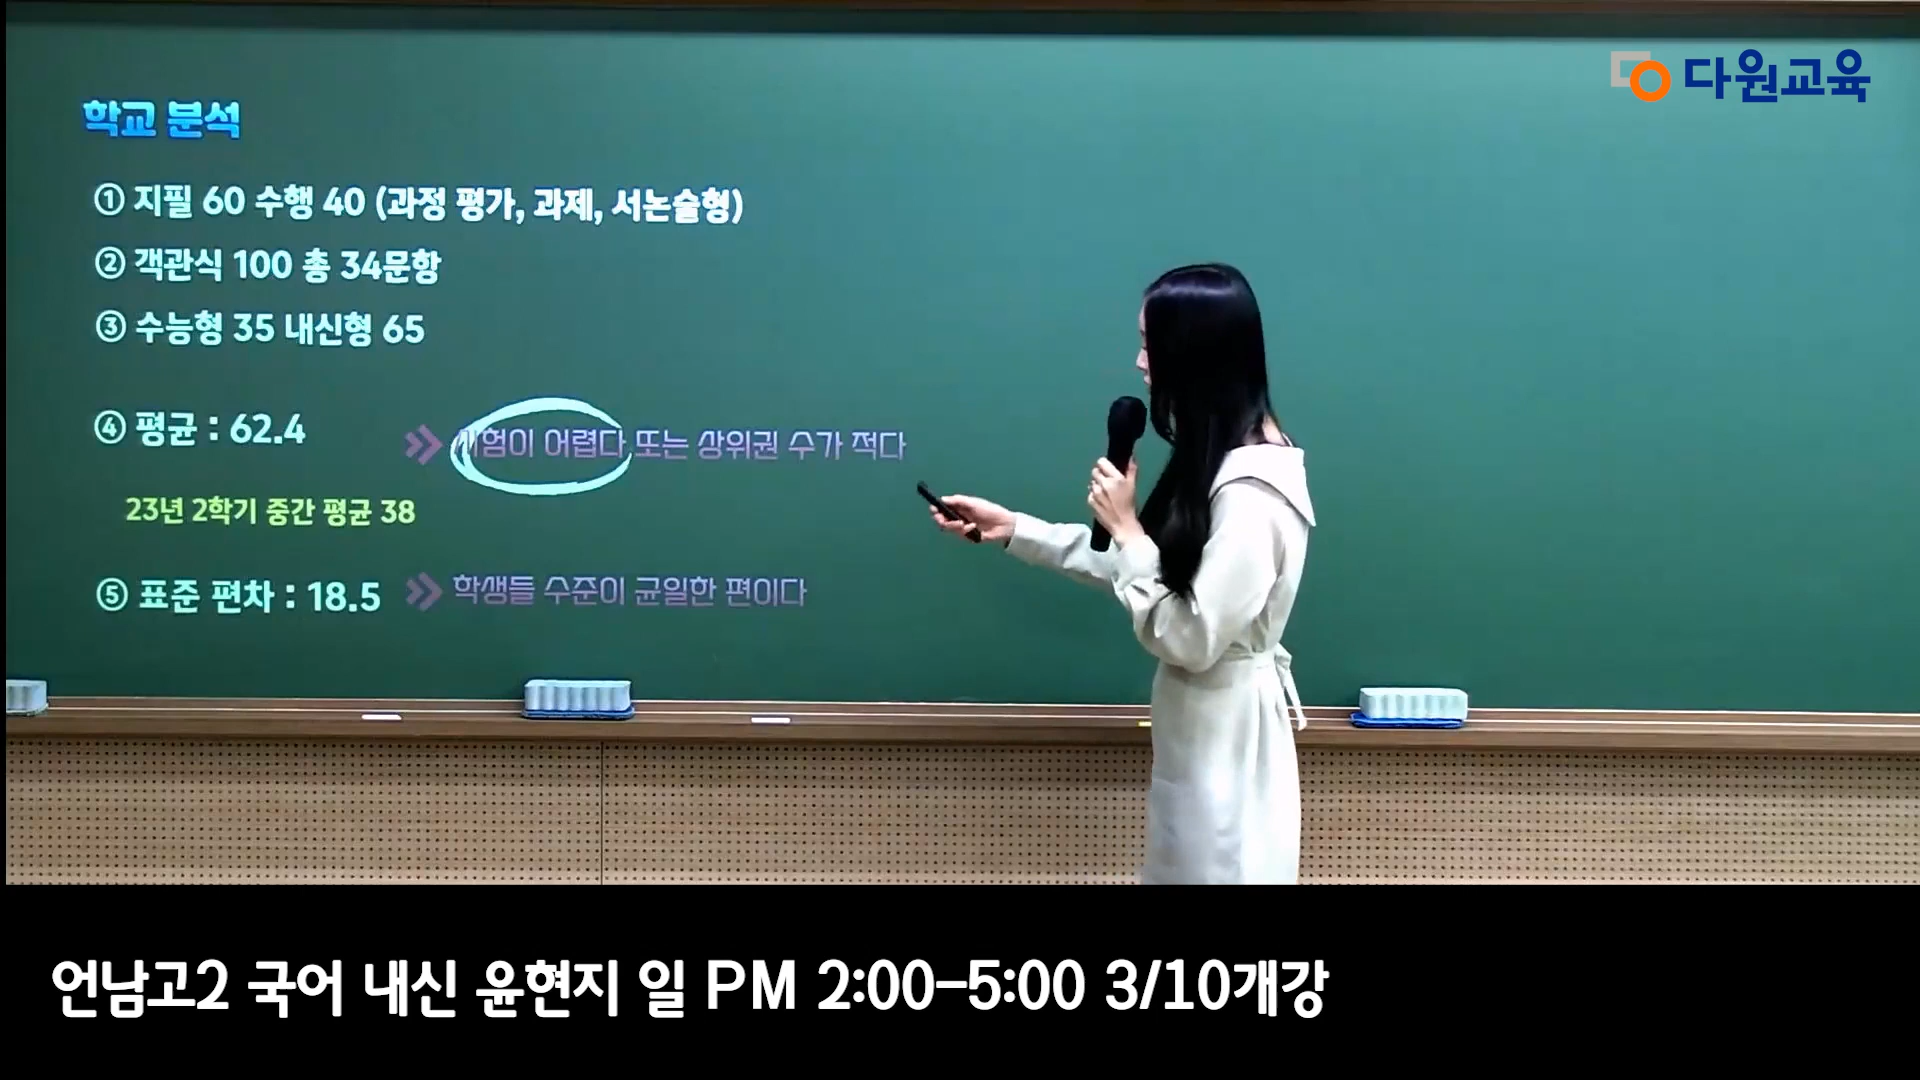 다원교육
학교 분석
① 지필 60 수행 40 (과정 평가, 과제, 서논술형)
② 객관식 100 총 34문항
③ 수능형 35 내신형 65
④ 평균 : 62.4
시험이 어렵다 또는 상위권 수가 적다
23년 2학기 중간 평균 38
⑤ 표준 편차 : 18.5
학생들 수준이 균일한 편이다
언남고2 국어 내신 윤현지 일 PM 2:00-5:00 3/10개강